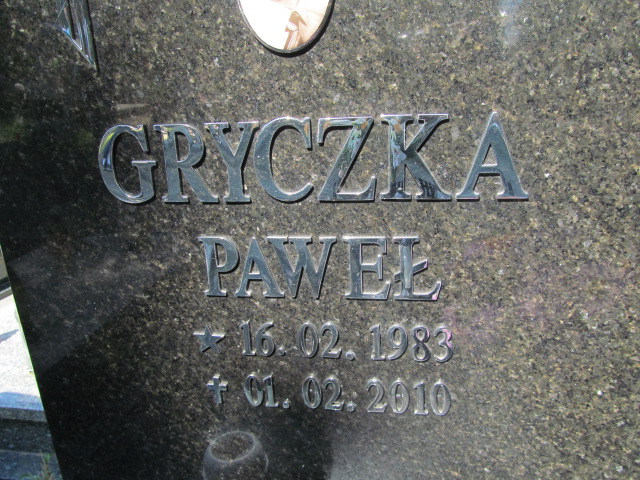 GRYCZKA
PAWEŁ
★ 16. 02. 1983
✝ 01. 02. 2010